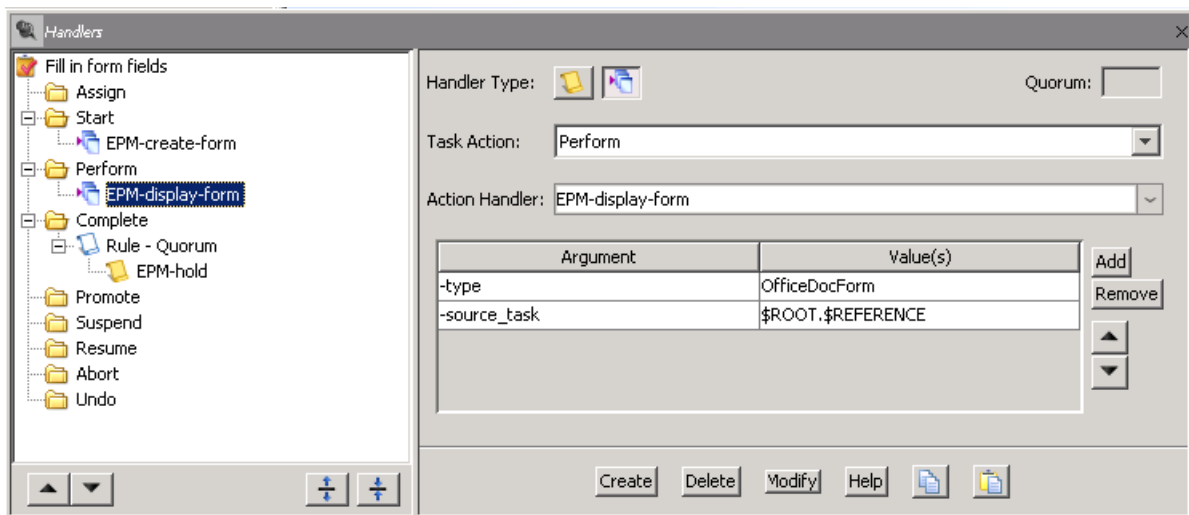 Handlers
Fill in form fields
Assign
Start
EPM-create-form
Perform
EPM-display-form
Complete
Rule - Quorum
EPM-hold
Promote
Suspend
Resume
Abort
Undo
Handler Type:
Quorum:
Task Action: Perform
Action Handler: EPM-display-form
Argument Value(s)
-type OfficeDocForm
-source_task $ROOT.$REFERENCE
Add
Remove
Create Delete Modify Help